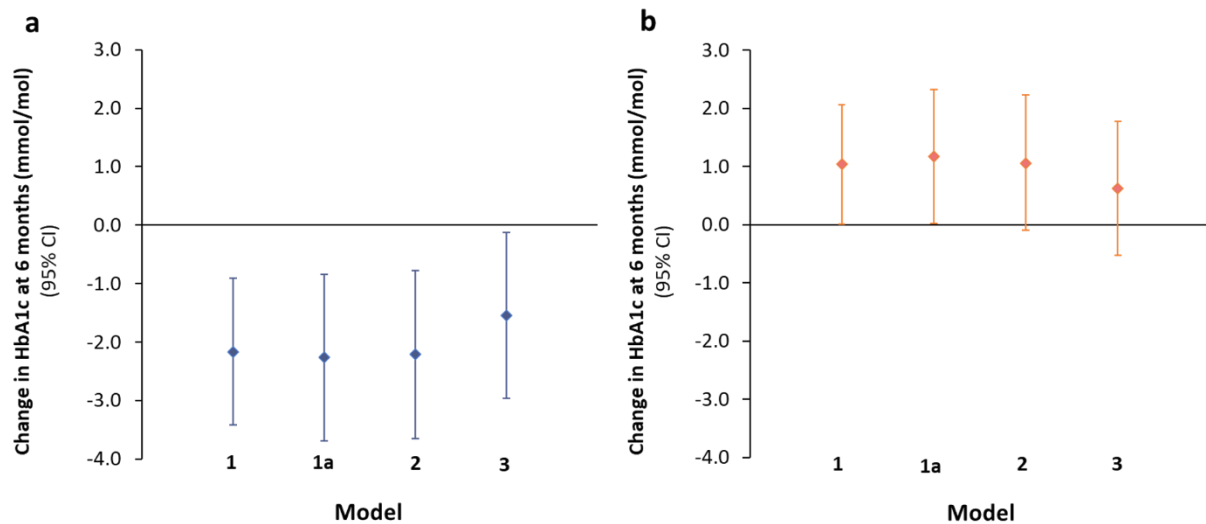 a
Change in HbA1c at 6 months (mmol/mol)
(95% CI)
3.0
2.0
1.0
0.0
-1.0
-2.0
-3.0
-4.0
1 1a 2 3
Model
b
Change in HbA1c at 6 months (mmol/mol)
(95% CI)
3.0
2.0
1.0
0.0
-1.0
-2.0
-3.0
-4.0
1 1a 2 3
Model